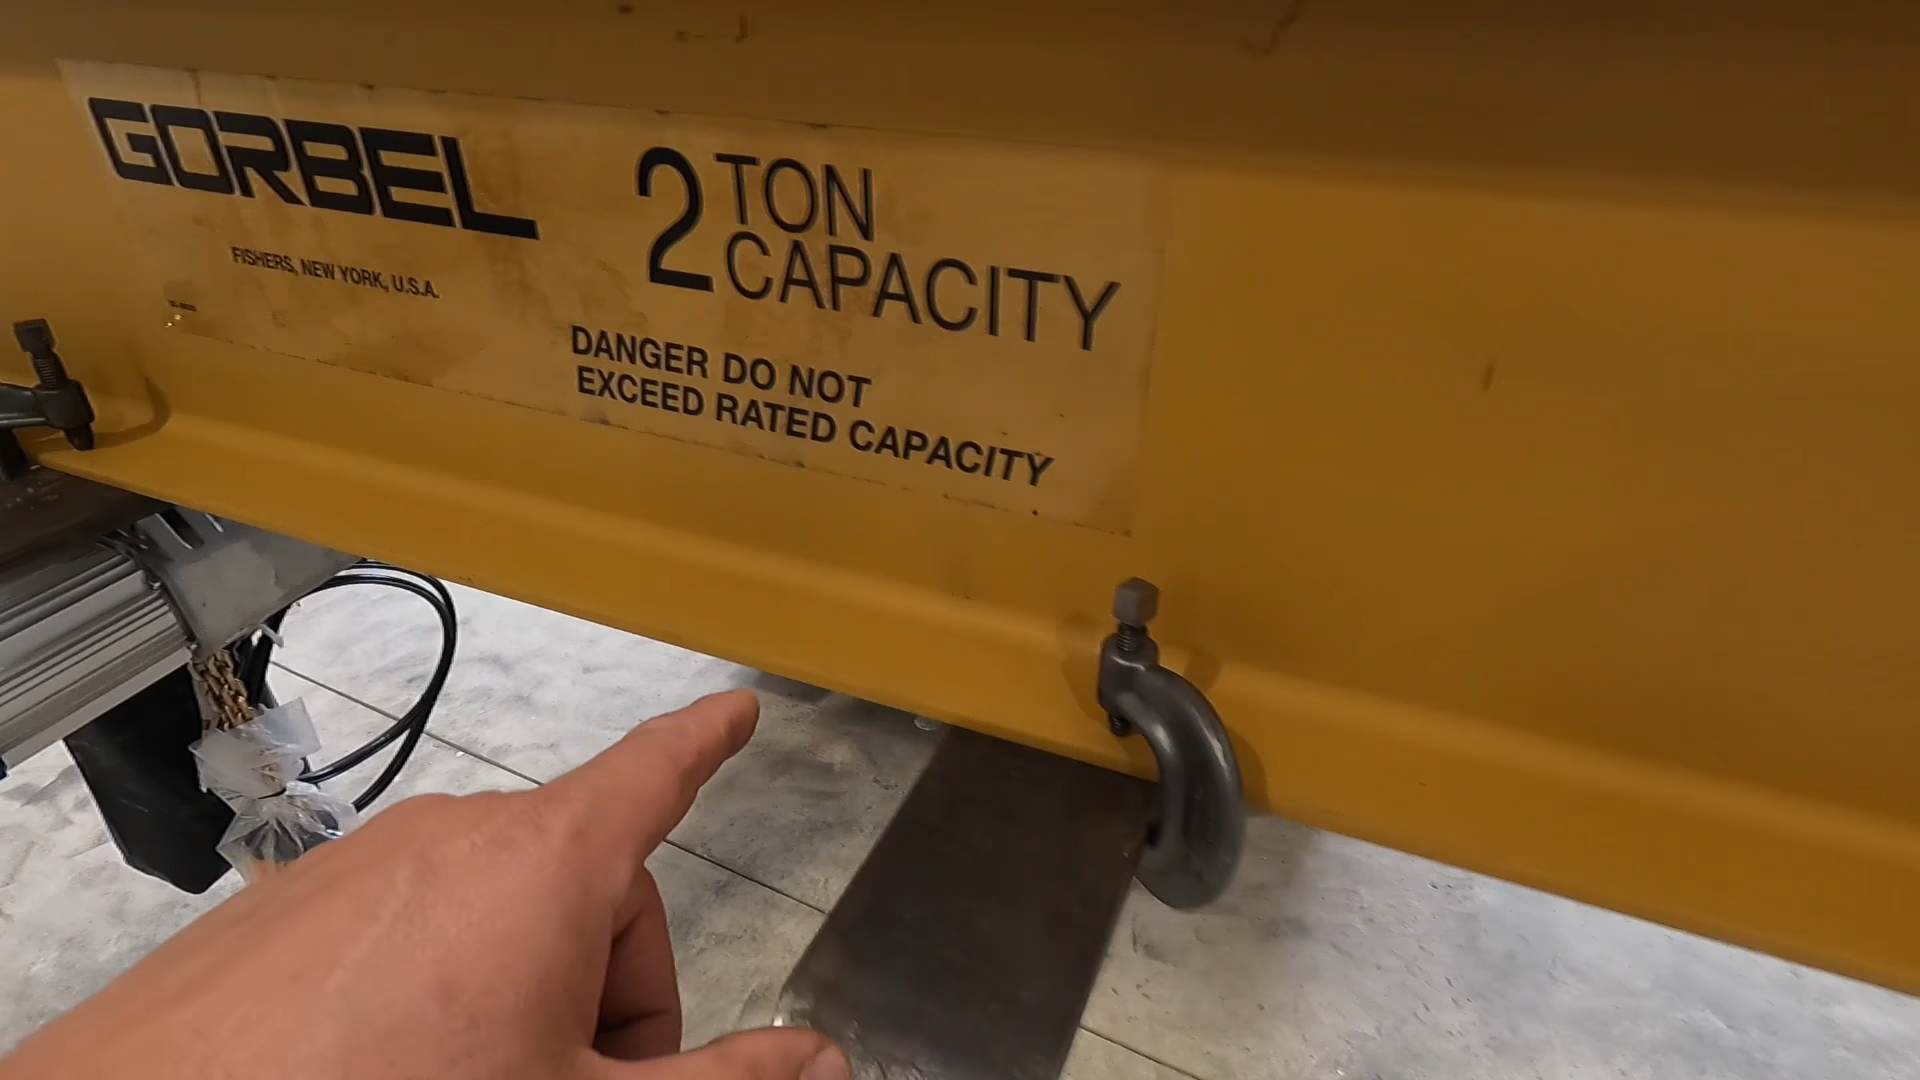 GORBEL
FISHERS, NEW YORK, U.S.A.
2 TON
CAPACITY
DANGER DO NOT
EXCEED RATED CAPACITY